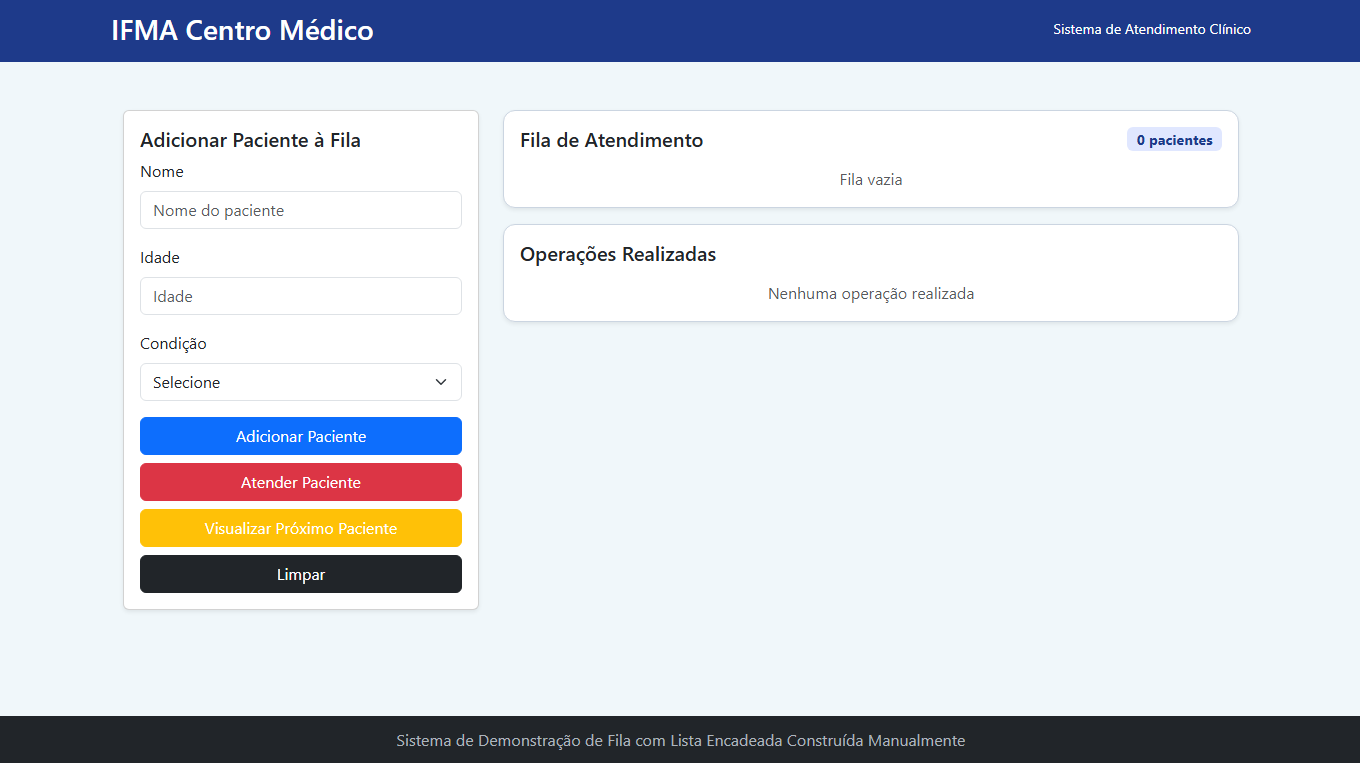 IFMA Centro Médico
Sistema de Atendimento Clínico
Adicionar Paciente à Fila
Nome
Nome do paciente
Idade
Idade
Condição
Selecione
Adicionar Paciente
Atender Paciente
Visualizar Próximo Paciente
Limpar
Fila de Atendimento
0 pacientes
Fila vazia
Operações Realizadas
Nenhuma operação realizada
Sistema de Demonstração de Fila com Lista Encadeada Construída Manualmente